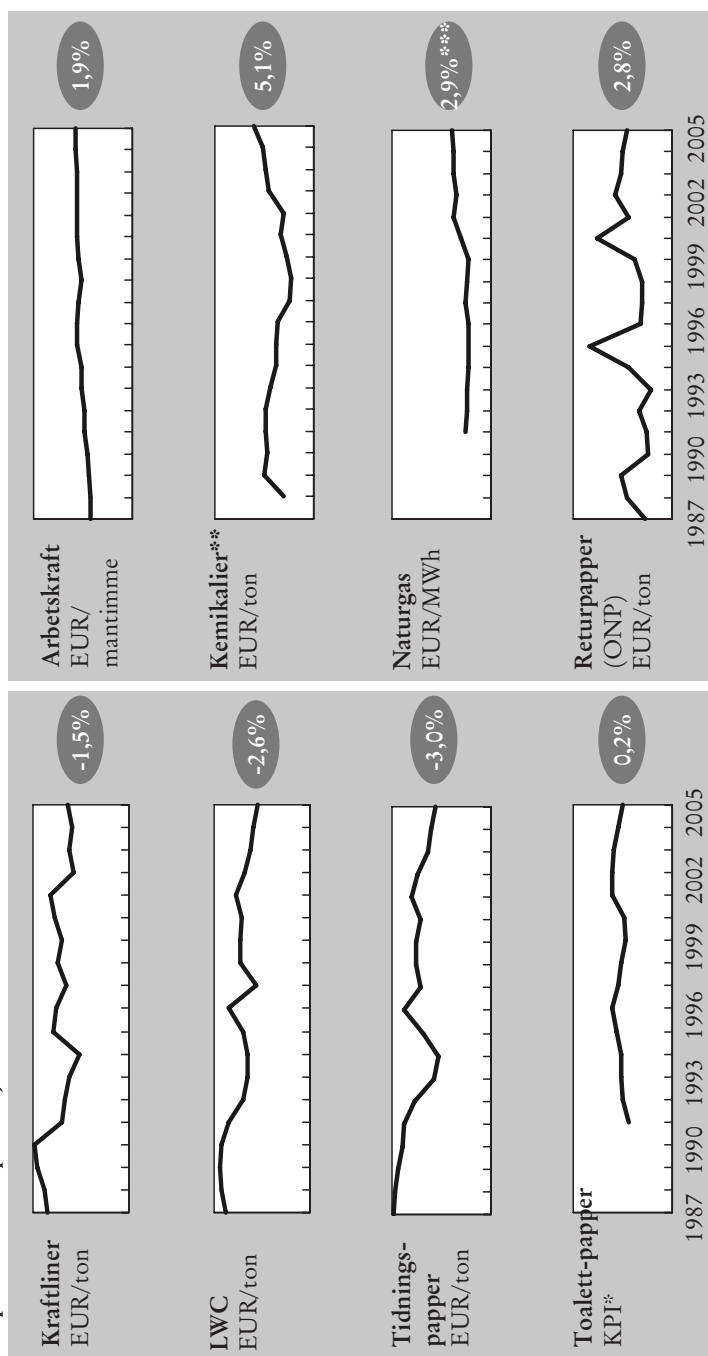 Kraftliner
EUR/ton
-1,5%
LWC
EUR/ton
-2,6%
Tidnings-
papper
EUR/ton
-3,0%
Toalett-papper
KPI*
0,2%
1987 1990 1993 1996 1999 2002 2005
Arbetskraft
EUR/
mantimme
1,9%
Kemikalier**
EUR/ton
5,1%
Naturgas
EUR/MWh
2,9%***
Returpapper
(ONP)
EUR/ton
2,8%
1987 1990 1993 1996 1999 2002 2005